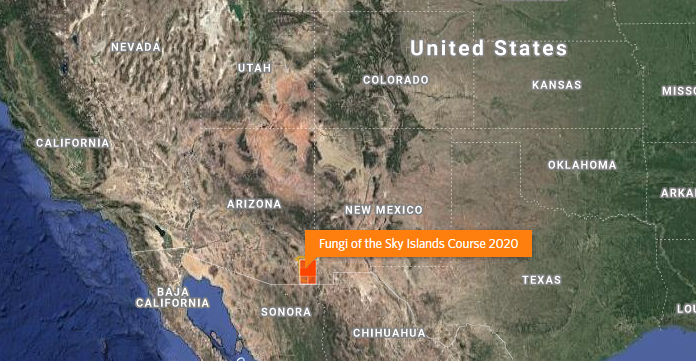 United States
NEVADA
UTAH
COLORADO
KANSAS
MISSO
CALIFORNIA
OKLAHOMA
ARKA
ARIZONA
NEW MEXICO
Fungi of the Sky Islands Course 2020
TEXAS
BAJA
CALIFORNIA
SONORA
LOU
CHIHUAHUA